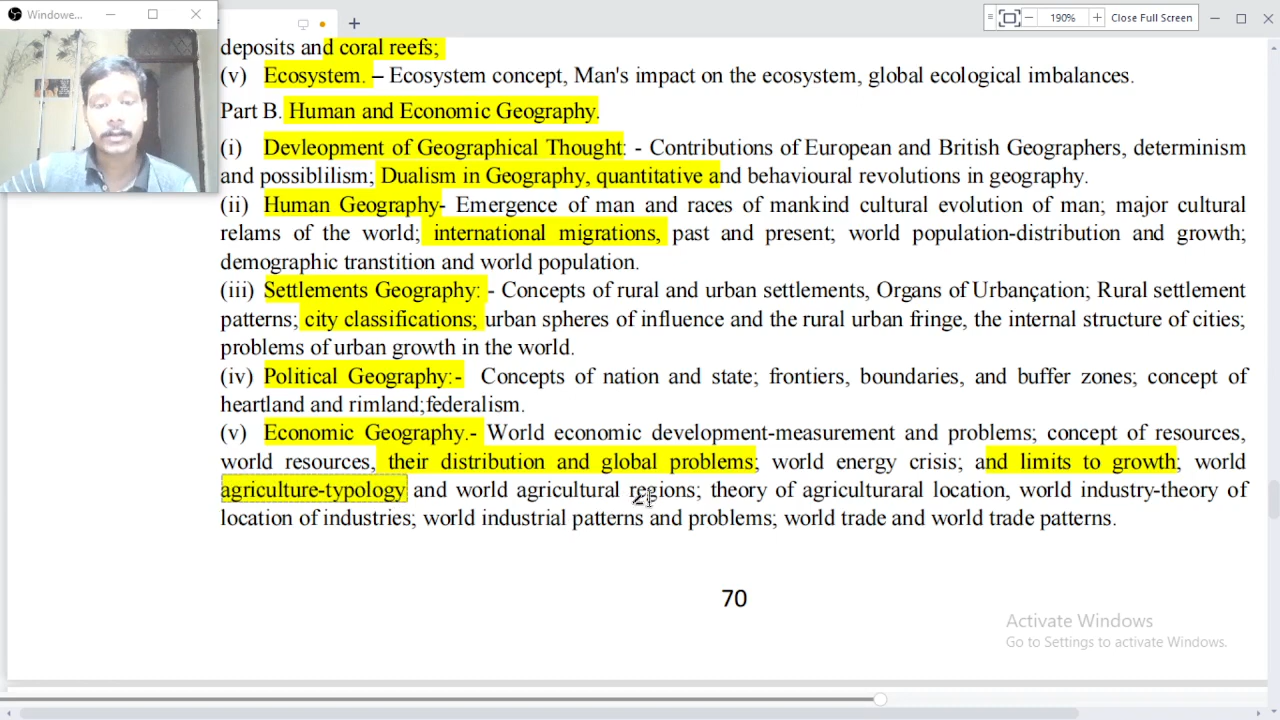 Windowe...
190%
Close Full Screen
deposits and coral reefs;
(v) Ecosystem. – Ecosystem concept, Man's impact on the ecosystem, global ecological imbalances.
Part B. Human and Economic Geography.
(i) Devleopment of Geographical Thought: - Contributions of European and British Geographers, determinism
and possiblilism; Dualism in Geography, quantitative and behavioural revolutions in geography.
(ii) Human Geography- Emergence of man and races of mankind cultural evolution of man; major cultural
relams of the world; international migrations, past and present; world population-distribution and growth;
demographic transtition and world population.
(iii) Settlements Geography: - Concepts of rural and urban settlements, Organs of Urbançation; Rural settlement
patterns; city classifications; urban spheres of influence and the rural urban fringe, the internal structure of cities;
problems of urban growth in the world.
(iv) Political Geography:- Concepts of nation and state; frontiers, boundaries, and buffer zones; concept of
heartland and rimland;federalism.
(v) Economic Geography.- World economic development-measurement and problems; concept of resources,
world resources, their distribution and global problems; world energy crisis; and limits to growth; world
agriculture-typology and world agricultural regions; theory of agriculturaral location, world industry-theory of
location of industries; world industrial patterns and problems; world trade and world trade patterns.
70
Activate Windows
Go to Settings to activate Windows.